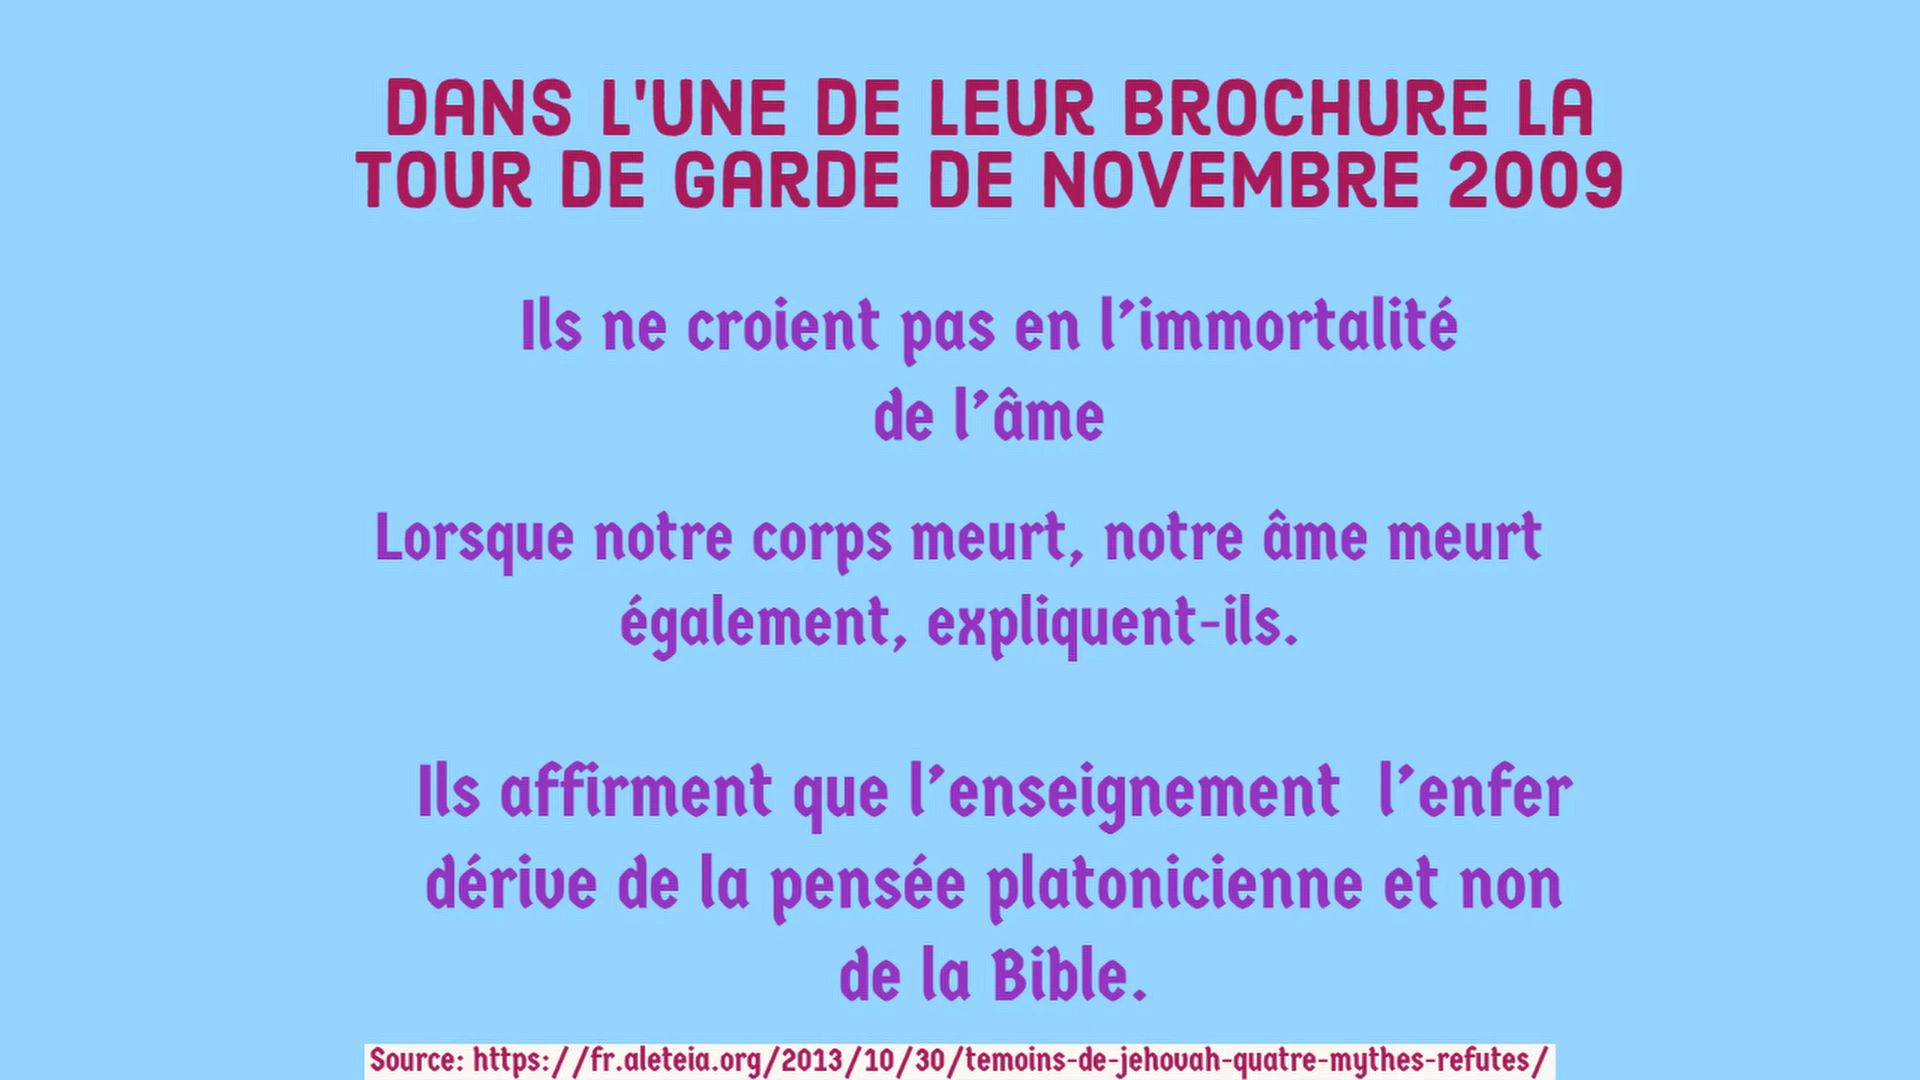 DANS L'UNE DE LEUR BROCHURE LA
TOUR DE GARDE DE NOVEMBRE 2009
Ils ne croient pas en l’immortalité
de l’âme
Lorsque notre corps meurt, notre âme meurt
également, expliquent-ils.
Ils affirment que l’enseignement  l’enfer
dérive de la pensée platonicienne et non
de la Bible.
Source: https://fr.aleteia.org/2013/10/30/temoins-de-jehovah-quatre-mythes-refutes/